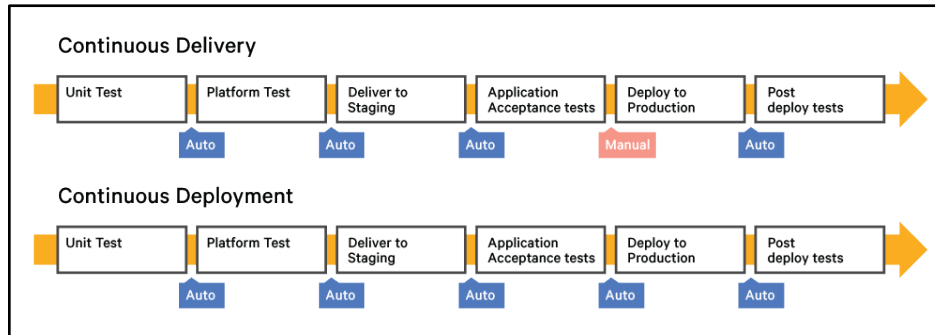 Continuous Delivery
Unit Test
Platform Test
Deliver to
Staging
Application
Acceptance tests
Deploy to
Production
Post
deploy tests
Auto
Auto
Auto
Manual
Auto
Continuous Deployment
Unit Test
Platform Test
Deliver to
Staging
Application
Acceptance tests
Deploy to
Production
Post
deploy tests
Auto
Auto
Auto
Auto
Auto